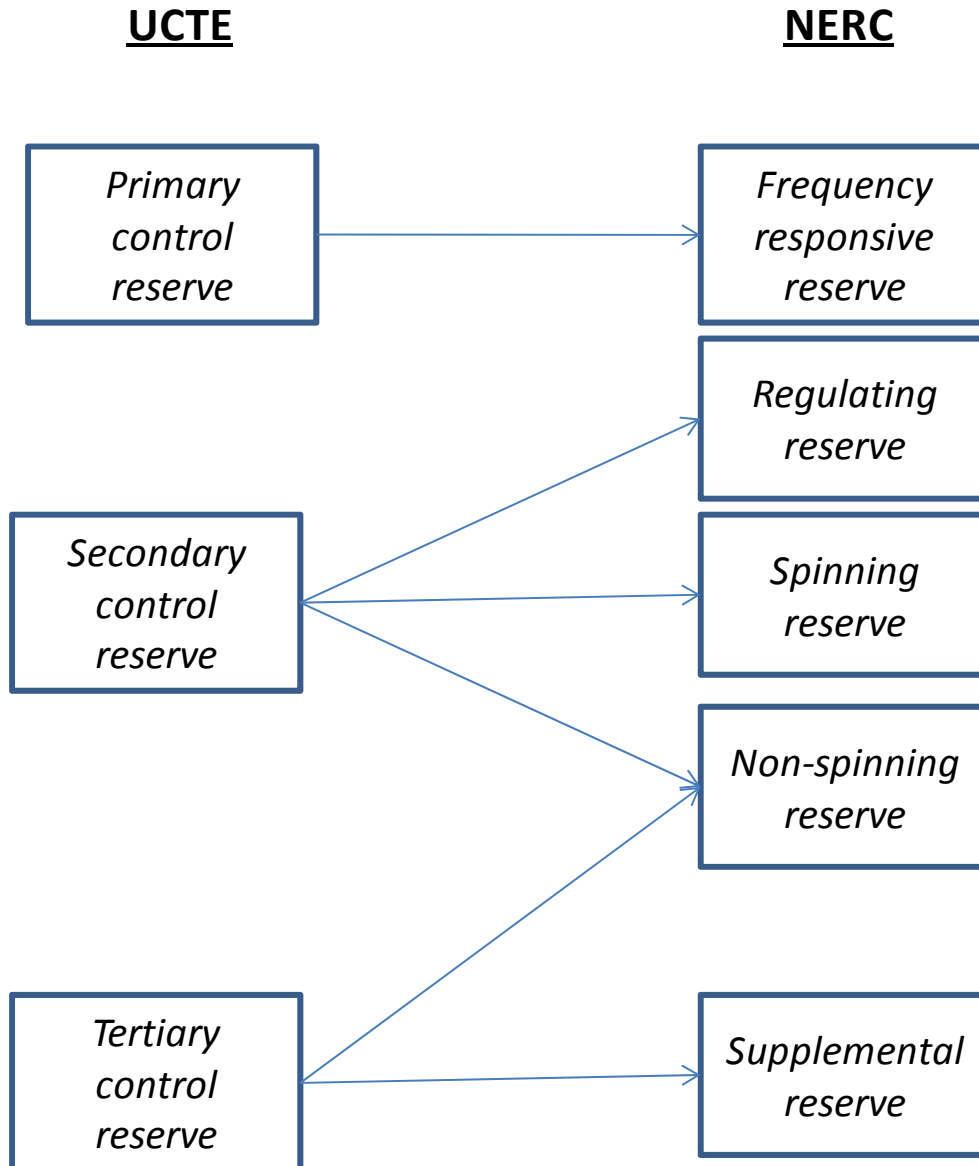 UCTE
NERC
Primary
control
reserve
Frequency
responsive
reserve
Regulating
reserve
Secondary
control
reserve
Spinning
reserve
Non-spinning
reserve
Tertiary
control
reserve
Supplemental
reserve